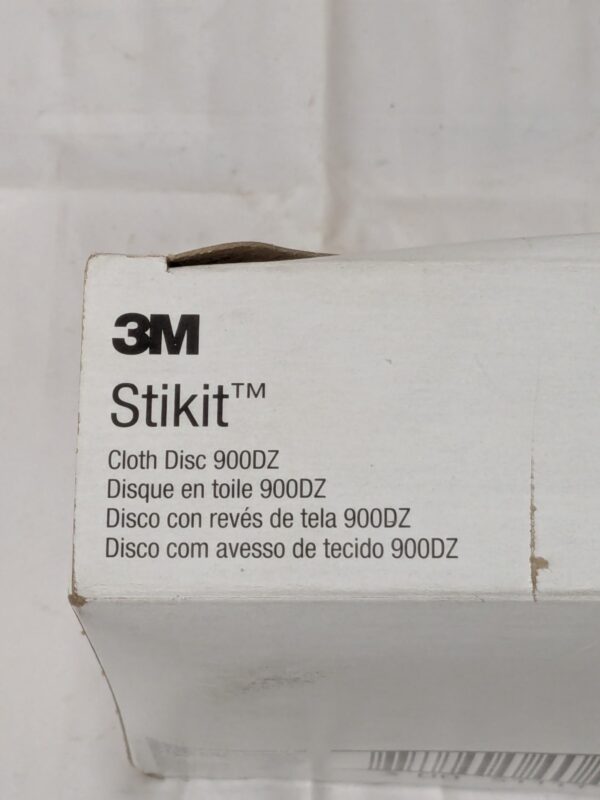 3M
Stikit™
Cloth Disc 900DZ
Disque en toile 900DZ
Disco con revés de tela 900DZ
Disco com avesso de tecido 900DZ